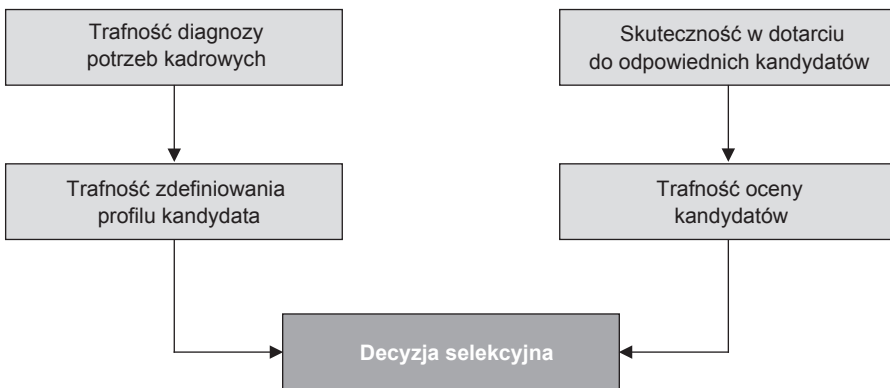 Trafność diagnozy
potrzeb kadrowych
Skuteczność w dotarciu
do odpowiednich kandydatów
Trafność zdefiniowania
profilu kandydata
Trafność oceny
kandydatów
Decyzja selekcyjna